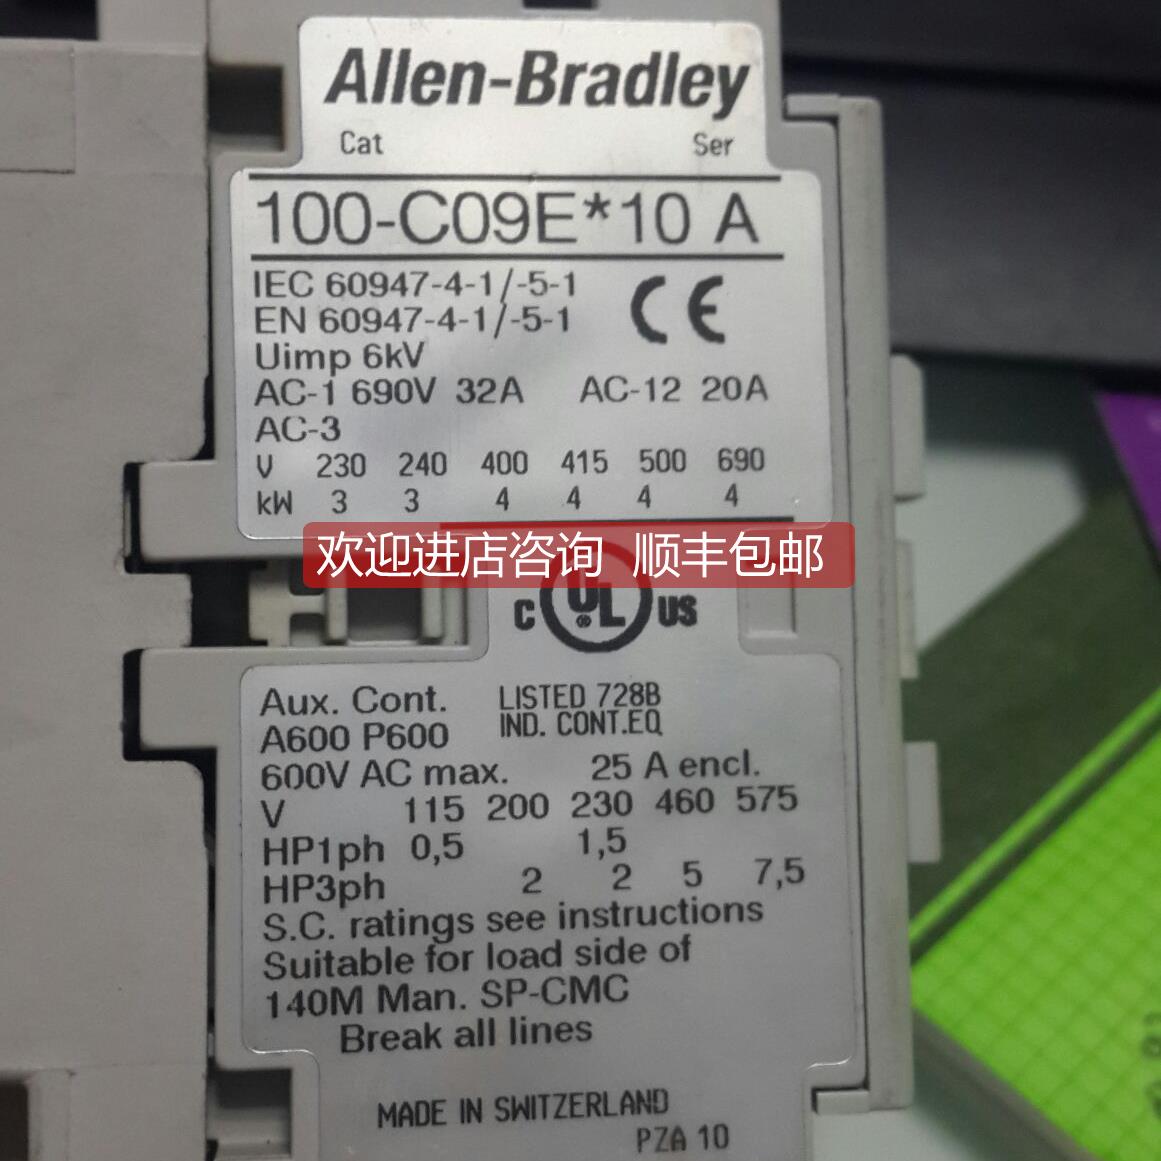 Allen-Bradley
Cat Ser
100-C09E*10 A
IEC 60947-4-1/-5-1
EN 60947-4-1/-5-1
CE
Uimp 6kV
AC-1 690V 32A AC-12 20A
AC-3
V 230 240 400 415 500 690
kW 3 3 4 4 4 4
欢迎进店咨询 顺丰包邮
C UL® US
Aux. Cont. LISTED 728B
A600 P600 IND. CONT.EQ
600V AC max. 25 A encl.
V 115 200 230 460 575
HP1ph 0,5 1,5
HP3ph 2 2 5 7,5
S.C. ratings see instructions
Suitable for load side of
140M Man. SP-CMC
Break all lines
MADE IN SWITZERLAND
PZA 10